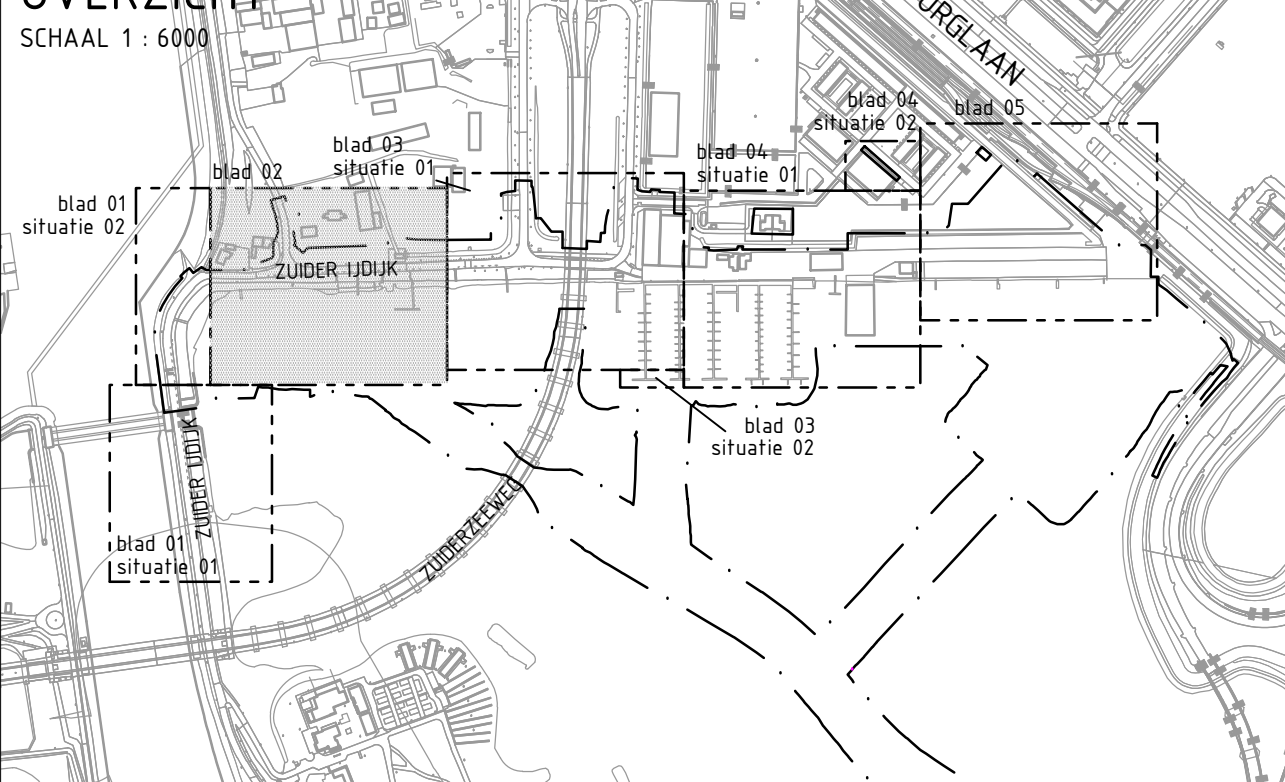 OVERZICHT
SCHAAL 1 : 6000
blad 04
situatie 02
blad 05
blad 03
situatie 01
blad 04
situatie 01
blad 02
blad 01
situatie 02
ZUIDER IJDIJK
blad 03
situatie 02
ZUIDER IJDIJK
ZUIDERZEEWEG
blad 01
situatie 01